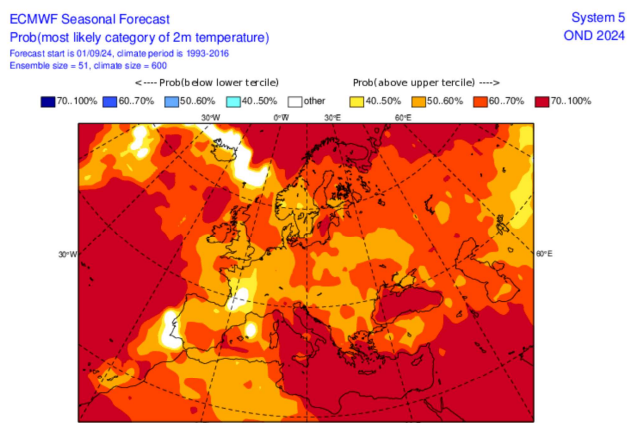 ECMWF Seasonal Forecast
System 5
Prob(most likely category of 2m temperature)
OND 2024
Forecast start is 01/09/24, climate period is 1993-2016
Ensemble size = 51, climate size = 600
<---- Prob(below lower tercile)
Prob(above upper tercile) ---->
70..100%
60..70%
50..60%
40..50%
other
40..50%
50..60%
60..70%
70..100%
30°W
0°W
30°E
60°E
30°W
60°E